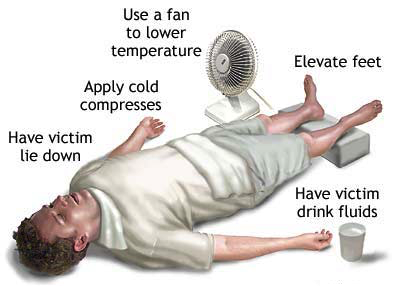 Use a fan
to lower
temperature
Elevate feet
Apply cold
compresses
Have victim
lie down
Have victim
drink fluids